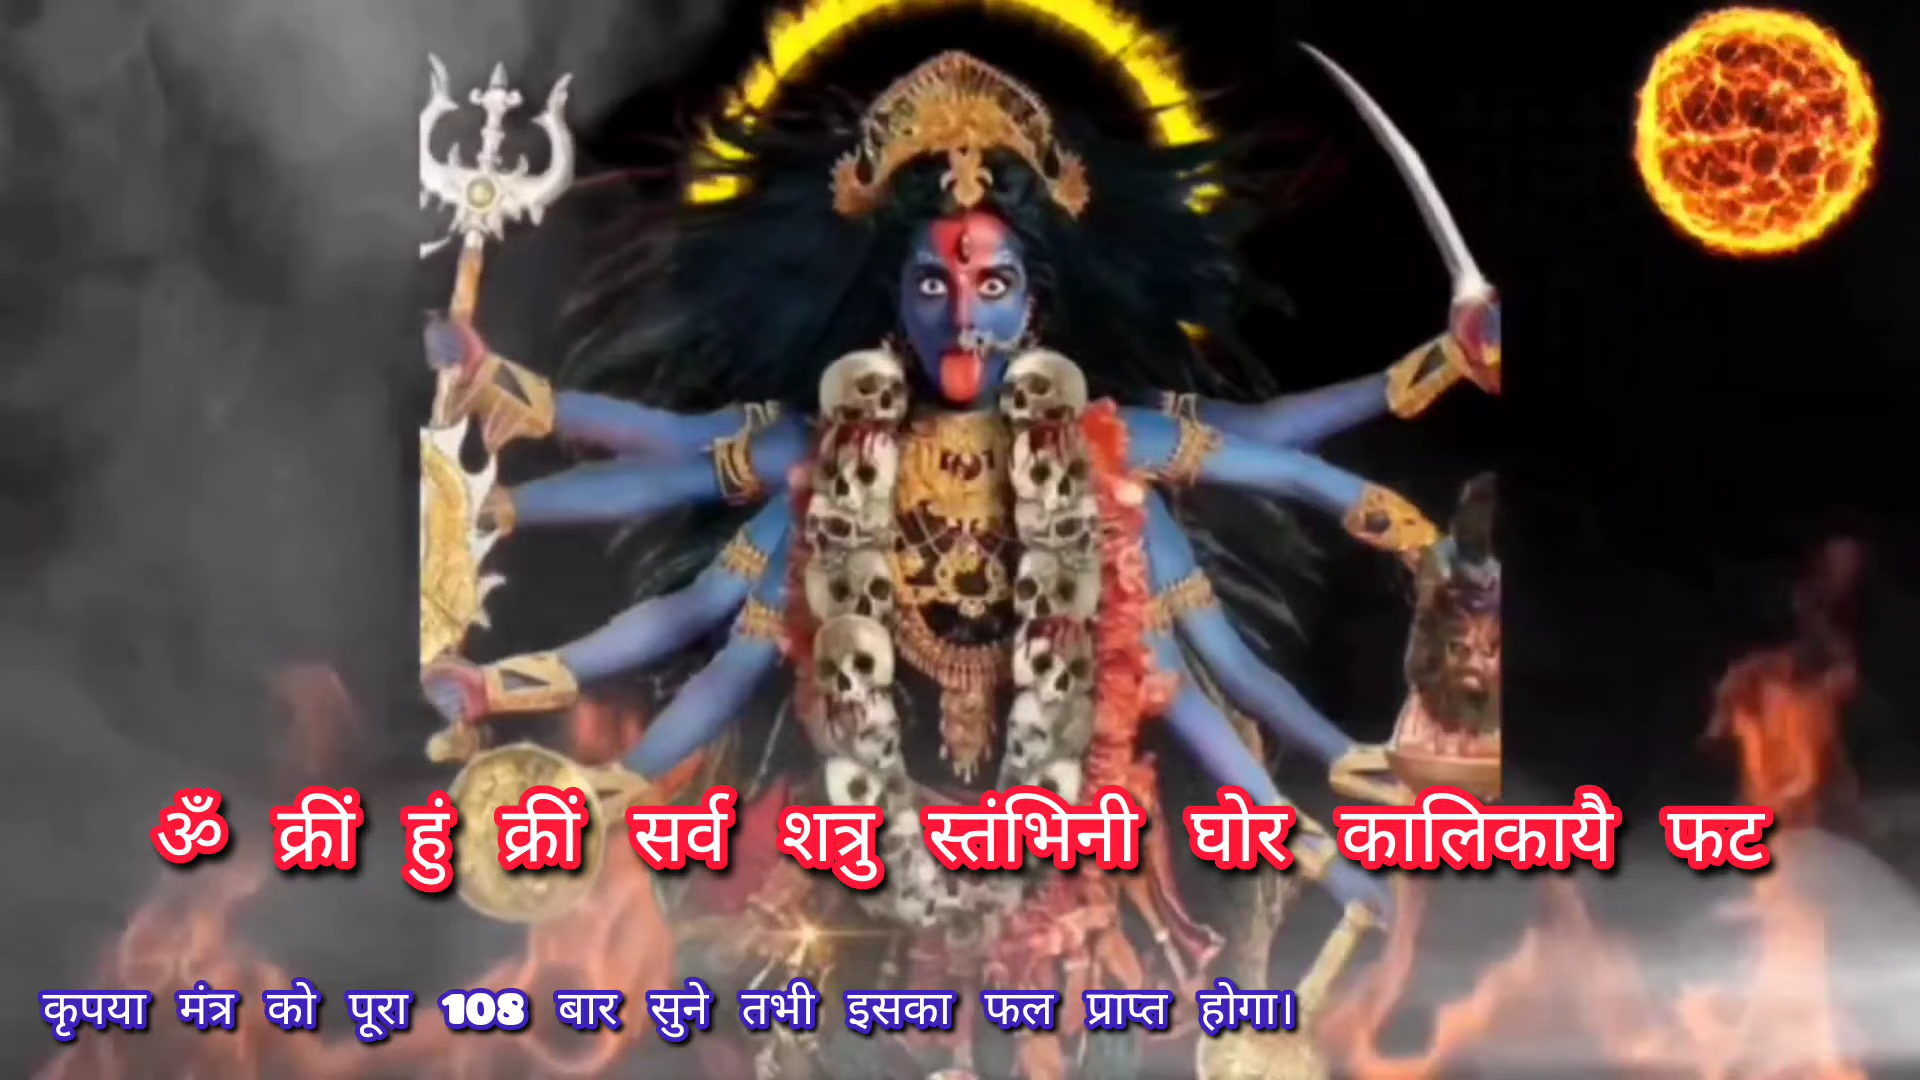 ॐ क्रीं हुं क्रीं सर्व शत्रु स्तंभिनी घोर कालिकायै फट
कृपया मंत्र को पूरा 108 बार सुने तभी इसका फल प्राप्त होगा।